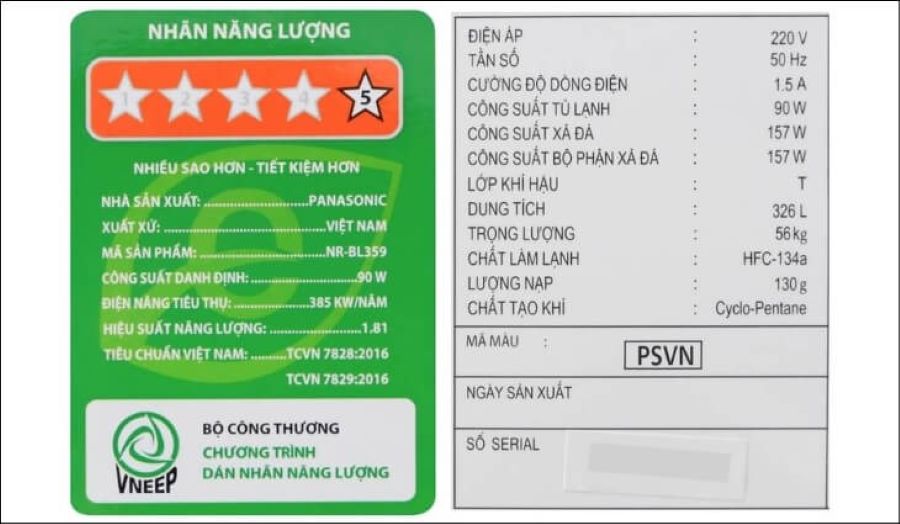 NHÃN NĂNG LƯỢNG
1 2 3 4 5
NHIỀU SAO HƠN - TIẾT KIỆM HƠN
NHÀ SẢN XUẤT: ......................PANASONIC
XUẤT XỨ: ..................................VIỆT NAM
MÃ SẢN PHẨM: ..........................NR-BL359
CÔNG SUẤT DANH ĐỊNH: ......................90 W
ĐIỆN NĂNG TIÊU THỤ: ................385 KW/NĂM
HIỆU SUẤT NĂNG LƯỢNG: ......................1.81
TIÊU CHUẨN VIỆT NAM: ..........TCVN 7828:2016
TCVN 7829:2016
VNEEP
BỘ CÔNG THƯƠNG
CHƯƠNG TRÌNH
DÁN NHÃN NĂNG LƯỢNG
ĐIỆN ÁP : 220 V
TẦN SỐ : 50 Hz
CƯỜNG ĐỘ DÒNG ĐIỆN : 1.5 A
CÔNG SUẤT TỦ LẠNH : 90 W
CÔNG SUẤT XẢ ĐÁ : 157 W
CÔNG SUẤT BỘ PHẬN XẢ ĐÁ : 157 W
LỚP KHÍ HẬU : T
DUNG TÍCH : 326 L
TRỌNG LƯỢNG : 56kg
CHẤT LÀM LẠNH : HFC-134a
LƯỢNG NẠP : 130 g
CHẤT TẠO KHÍ : Cyclo-Pentane
MÃ MÀU : PSVN
NGÀY SẢN XUẤT
SỐ SERIAL